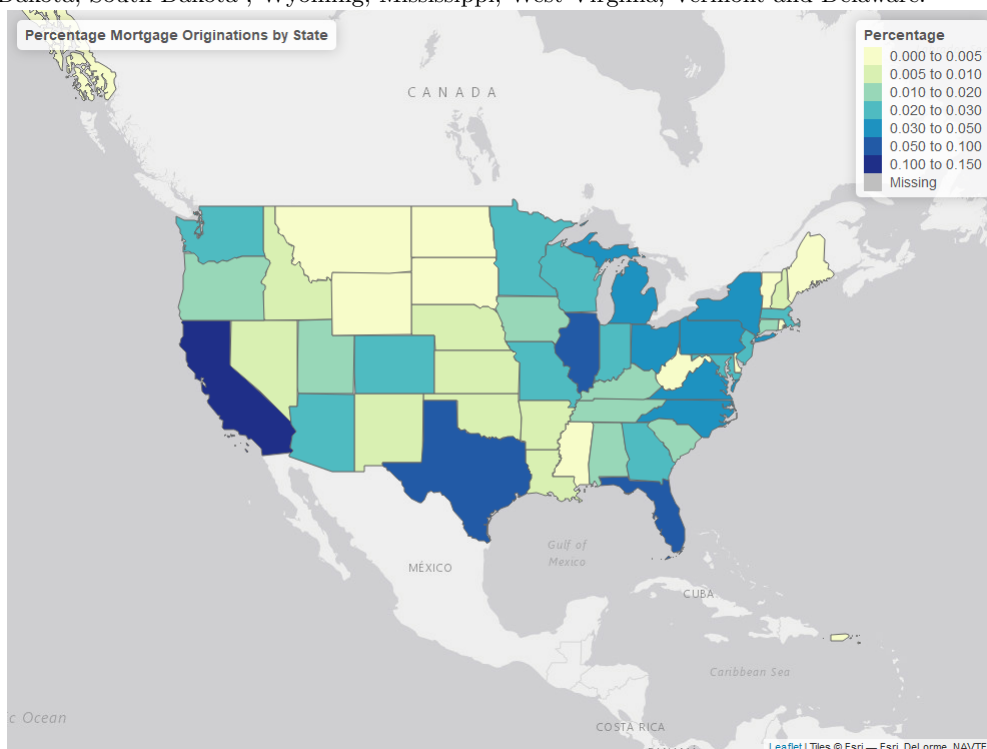 Dakota, South Dakota , Wyoming, Mississippi, West Virginia, Vermont and Delaware.
Percentage Mortgage Originations by State
Percentage
0.000 to 0.005
0.005 to 0.010
0.010 to 0.020
0.020 to 0.030
0.030 to 0.050
0.050 to 0.100
0.100 to 0.150
Missing
CANADA
Gulf of
Mexico
MÉXICO
CUBA
Caribbean Sea
c Ocean
COSTA RICA
Leaflet | Tiles © Esri — Esri, DeLorme, NAVTE